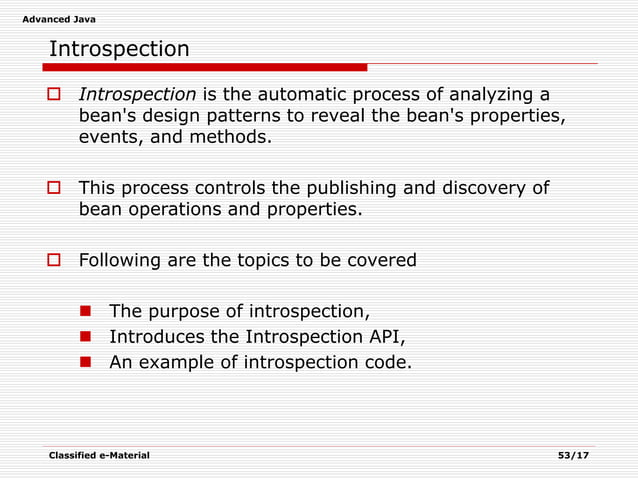 Advanced Java
Introspection
Introspection is the automatic process of analyzing a
bean's design patterns to reveal the bean's properties,
events, and methods.
This process controls the publishing and discovery of
bean operations and properties.
Following are the topics to be covered
The purpose of introspection,
Introduces the Introspection API,
An example of introspection code.
Classified e-Material 53/17